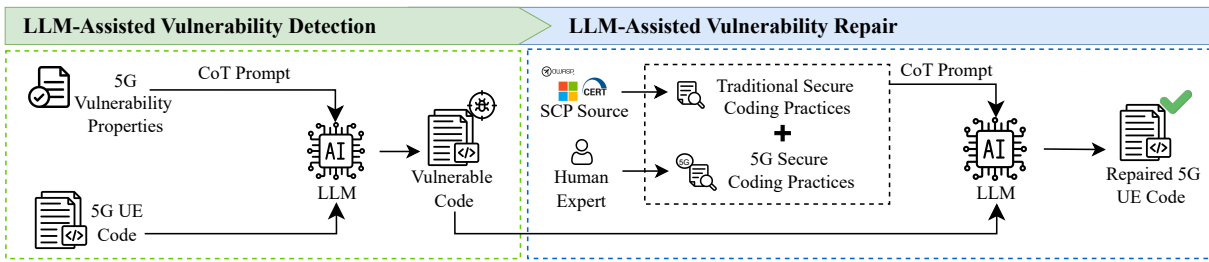 LLM-Assisted Vulnerability Detection
LLM-Assisted Vulnerability Repair
5G
Vulnerability
Properties
CoT Prompt
5G UE
Code
AI
LLM
Vulnerable
Code
OWASP
CERT
SCP Source
Human
Expert
Traditional Secure
Coding Practices
+
5G
5G Secure
Coding Practices
CoT Prompt
AI
LLM
Repaired 5G
UE Code